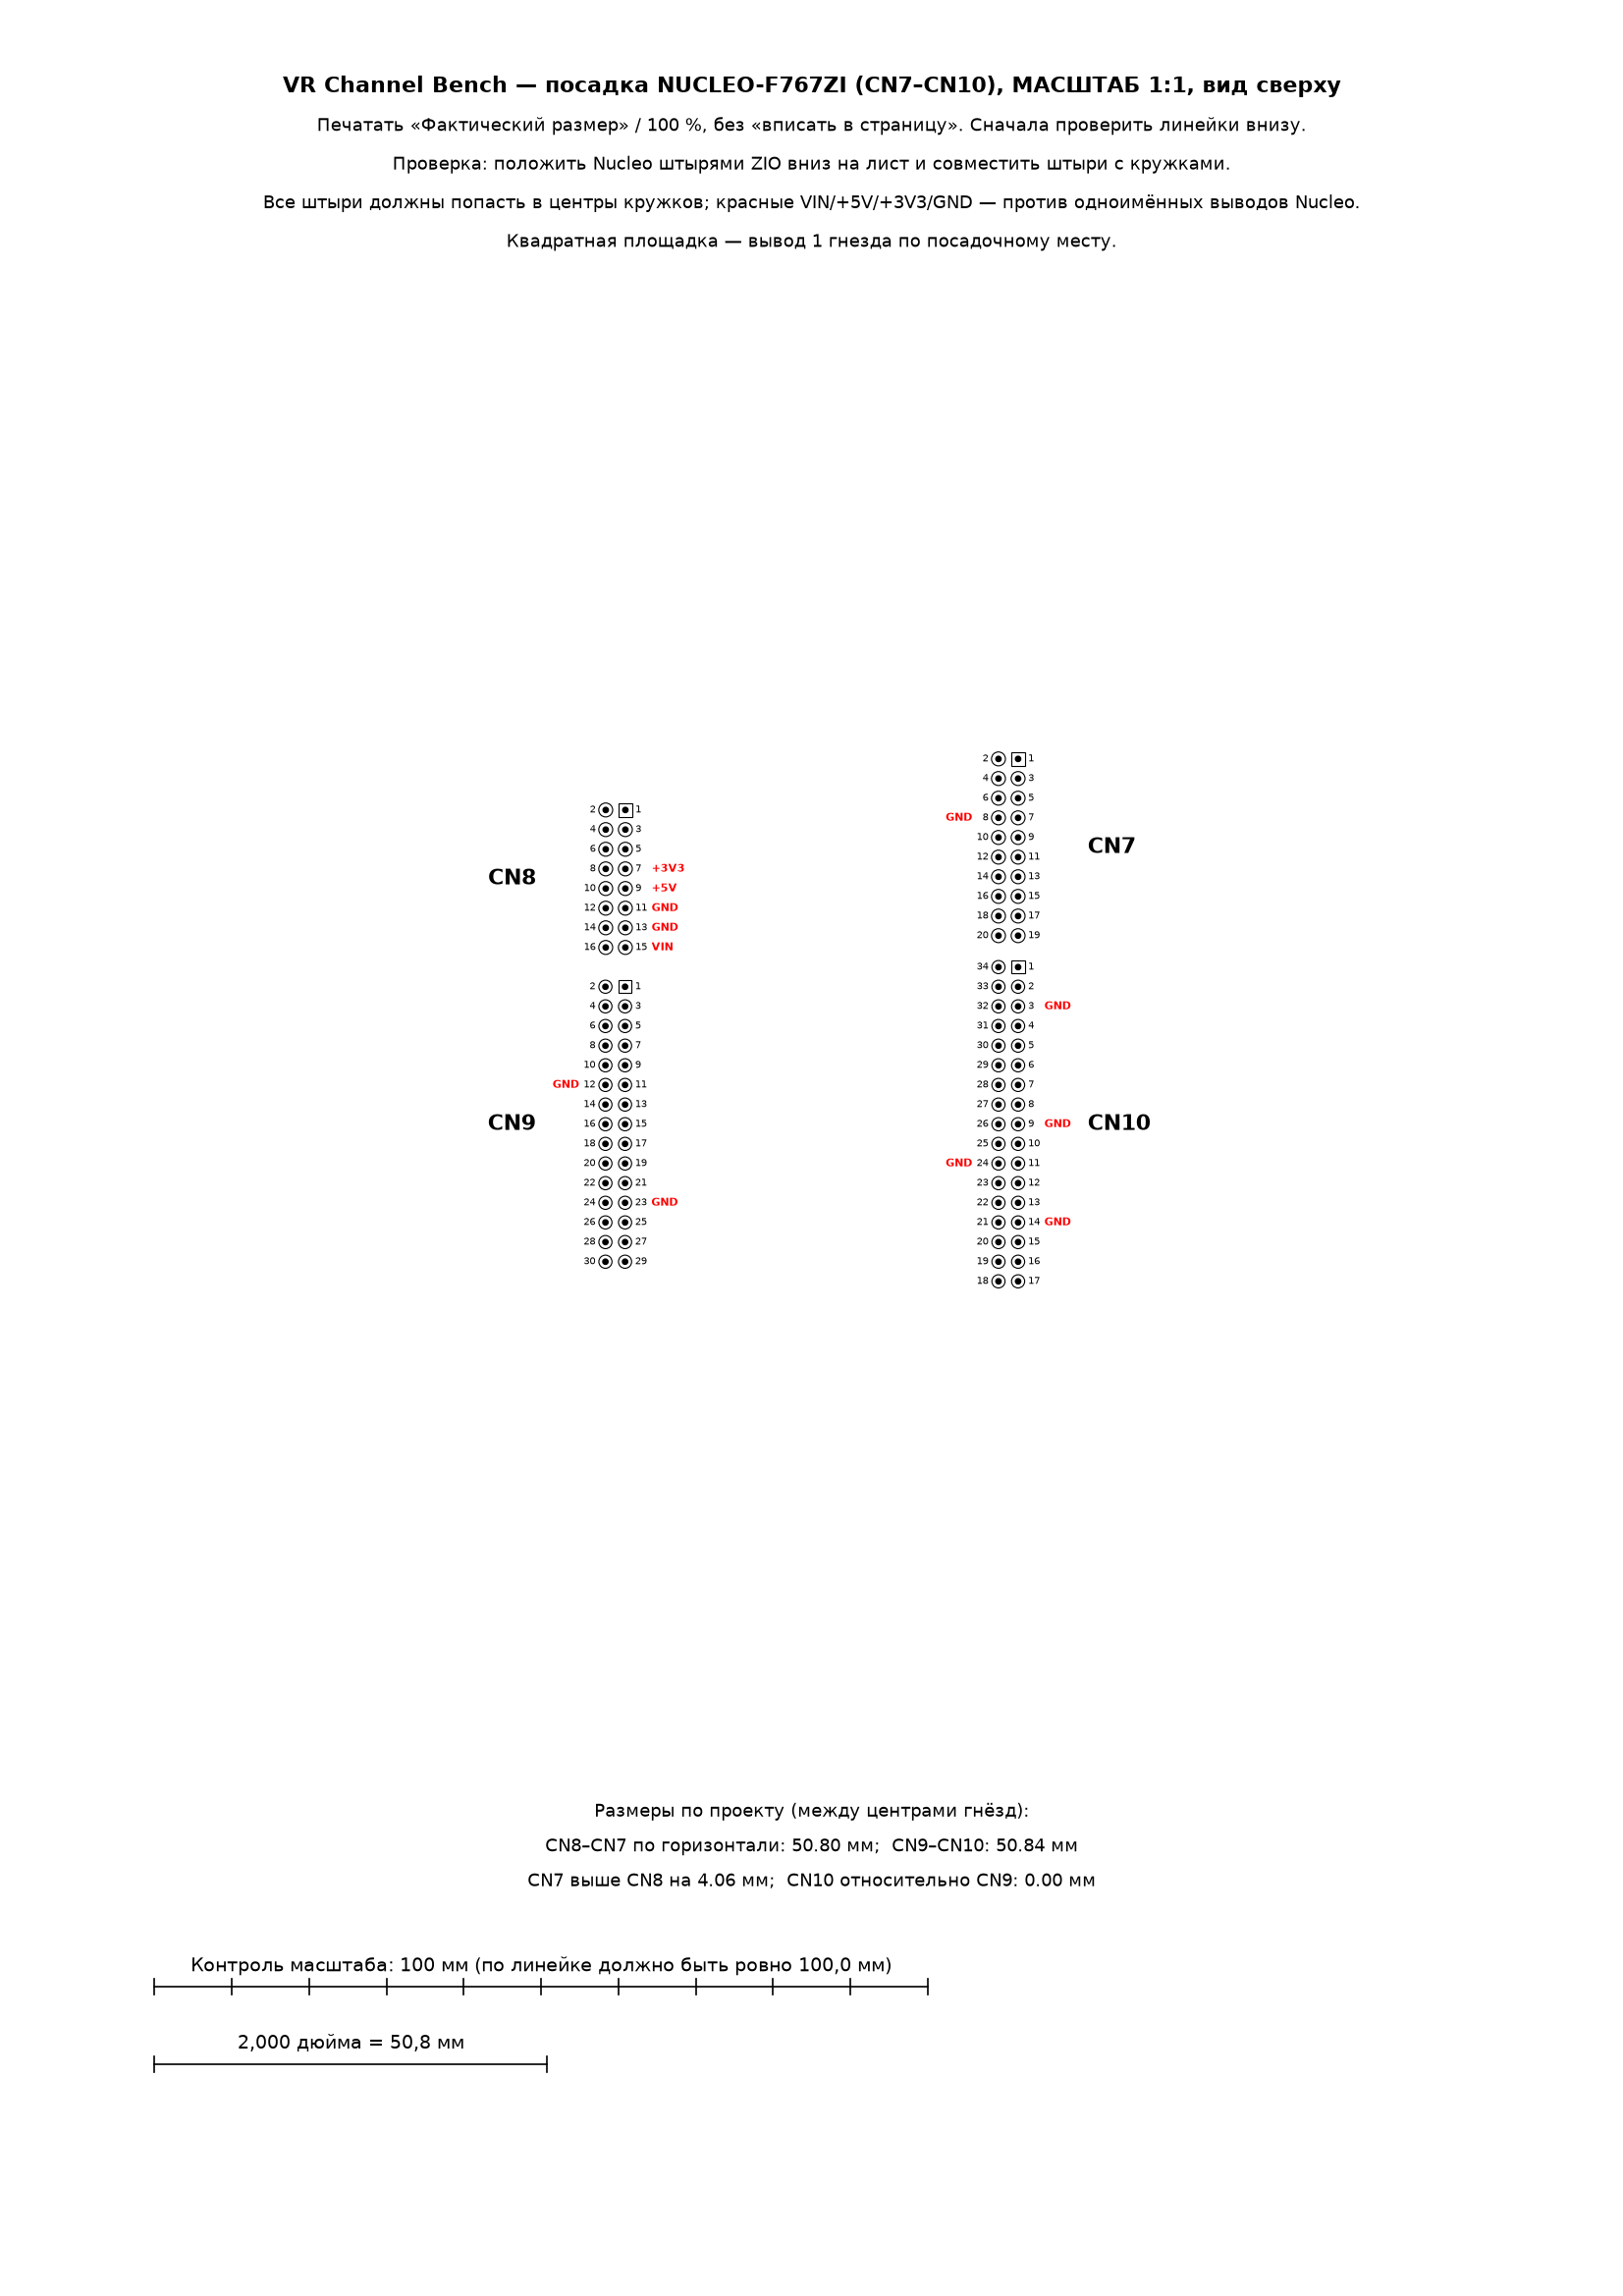 VR Channel Bench — посадка NUCLEO-F767ZI (CN7–CN10), МАСШТАБ 1:1, вид сверху
Печатать «Фактический размер» / 100 %, без «вписать в страницу». Сначала проверить линейки внизу.
Проверка: положить Nucleo штырями ZIO вниз на лист и совместить штыри с кружками.
Все штыри должны попасть в центры кружков; красные VIN/+5V/+3V3/GND — против одноимённых выводов Nucleo.
Квадратная площадка — вывод 1 гнезда по посадочному месту.
CN8
2 1
4 3
6 5
8 7 +3V3
10 9 +5V
12 11 GND
14 13 GND
16 15 VIN
CN9
2 1
4 3
6 5
8 7
10 9
GND 12 11
14 13
16 15
18 17
20 19
22 21
24 23 GND
26 25
28 27
30 29
CN7
2 1
4 3
6 5
GND 8 7
10 9
12 11
14 13
16 15
18 17
20 19
CN10
34 1
33 2
32 3 GND
31 4
30 5
29 6
28 7
27 8
26 9 GND
25 10
GND 24 11
23 12
22 13
21 14 GND
20 15
19 16
18 17
Размеры по проекту (между центрами гнёзд):
CN8–CN7 по горизонтали: 50.80 мм; CN9–CN10: 50.84 мм
CN7 выше CN8 на 4.06 мм; CN10 относительно CN9: 0.00 мм
Контроль масштаба: 100 мм (по линейке должно быть ровно 100,0 мм)
2,000 дюйма = 50,8 мм